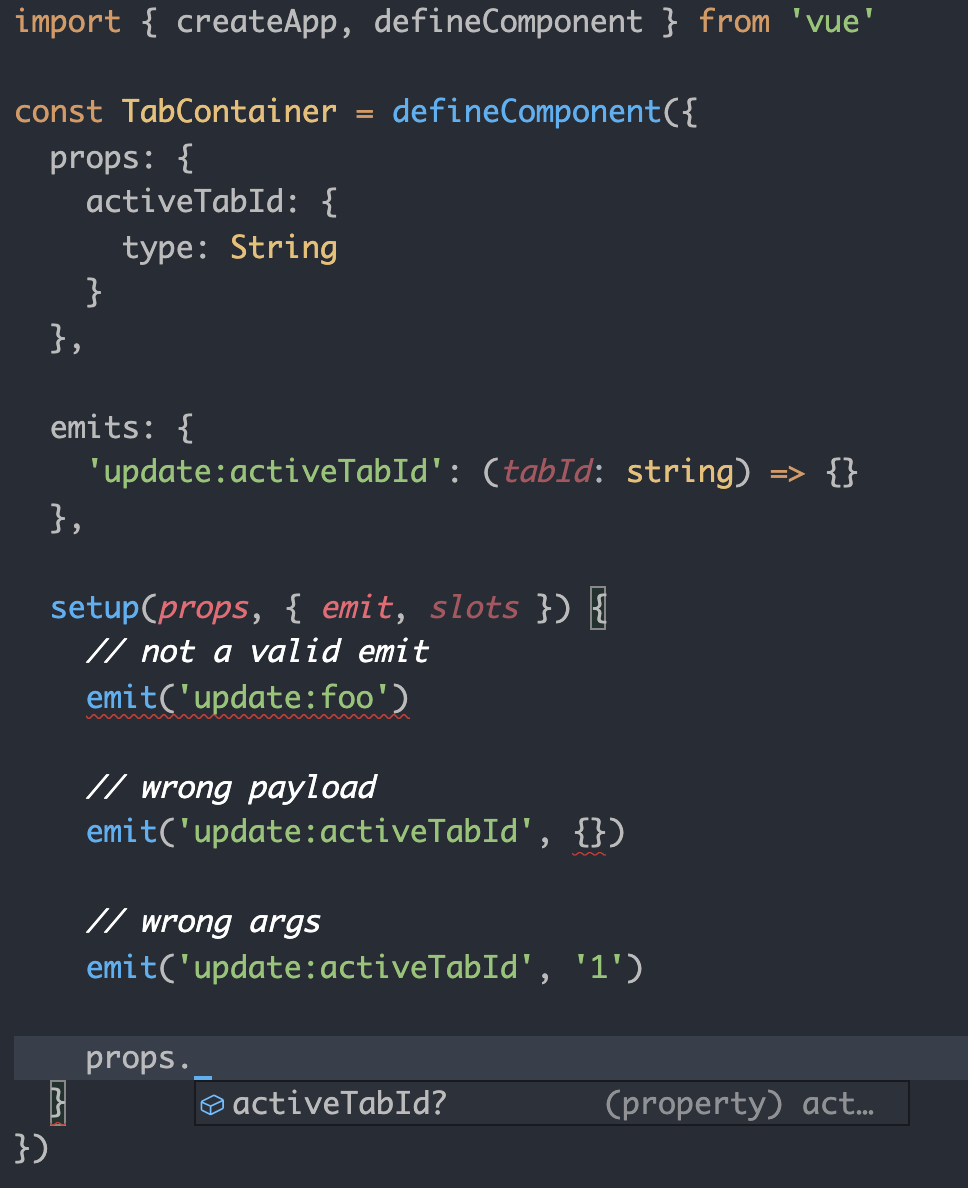 import { createApp, defineComponent } from 'vue'
const TabContainer = defineComponent({
props: {
activeTabId: {
type: String
}
},
emits: {
'update:activeTabId': (tabId: string) => {}
},
setup(props, { emit, slots }) {
// not a valid emit
emit('update:foo')
// wrong payload
emit('update:activeTabId', {})
// wrong args
emit('update:activeTabId', '1')
props.
} activeTabId? (property) act…
})